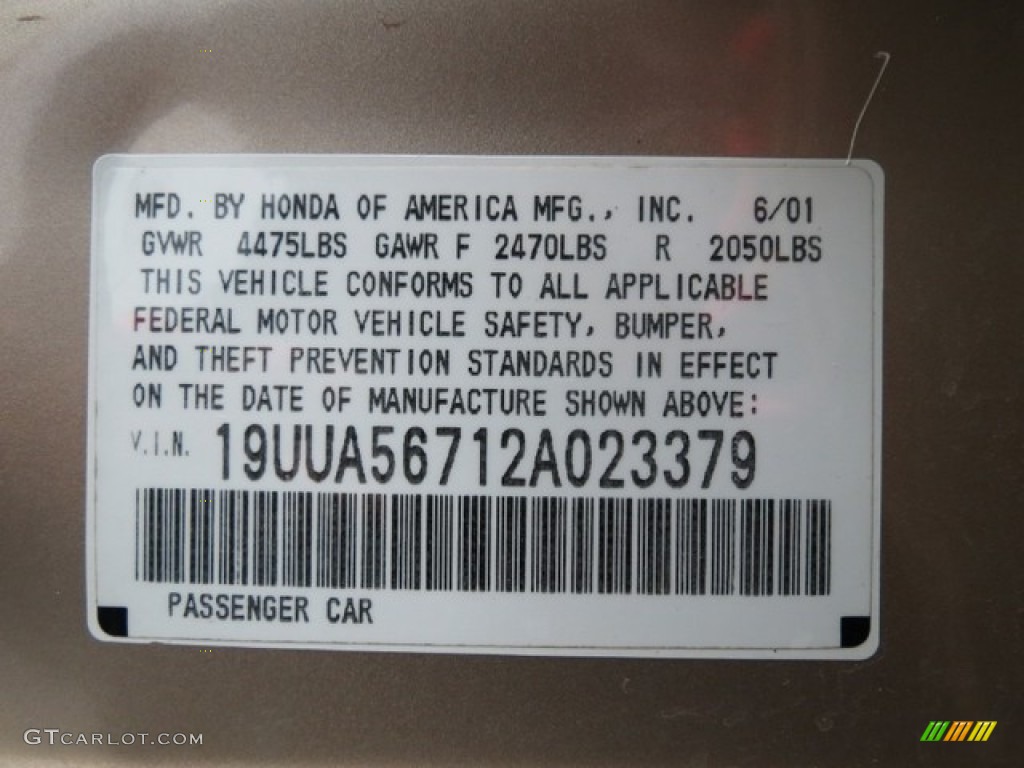 MFD. BY HONDA OF AMERICA MFG., INC. 6/01
GVWR 4475LBS GAWR F 2470LBS R 2050LBS
THIS VEHICLE CONFORMS TO ALL APPLICABLE
FEDERAL MOTOR VEHICLE SAFETY, BUMPER,
AND THEFT PREVENTION STANDARDS IN EFFECT
ON THE DATE OF MANUFACTURE SHOWN ABOVE:
V.I.N. 19UUA56712A023379
PASSENGER CAR
GTCARLOT.COM